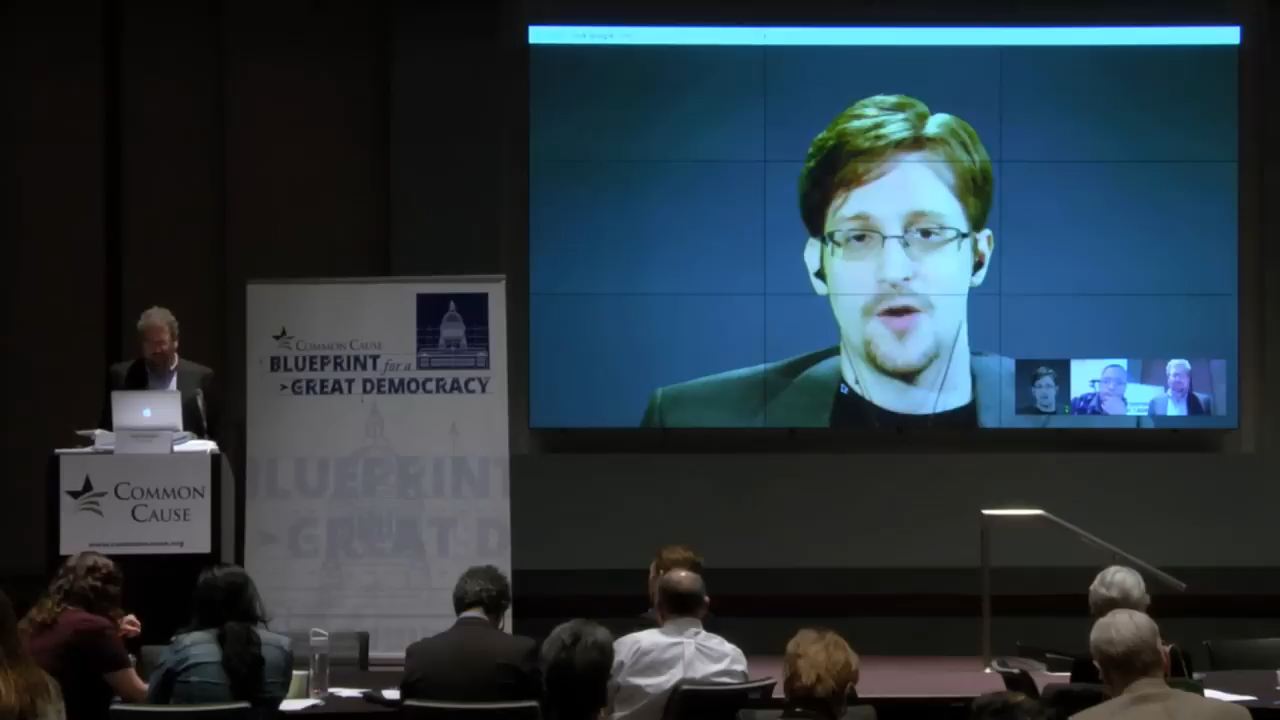 COMMON CAUSE
BLUEPRINT for a
GREAT DEMOCRACY
BLUEPRINT
GREAT D
COMMON
CAUSE